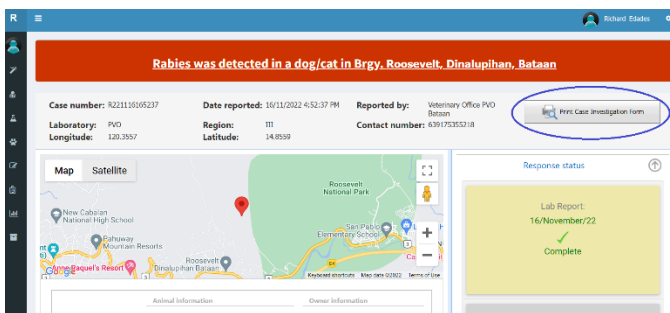 R
Richard Edades
Rabies was detected in a dog/cat in Brgy. Roosevelt, Dinalupihan, Bataan
Case number: R221116165237
Date reported: 16/11/2022 4:52:37 PM
Reported by: Veterinary Office PVO Bataan
Print Case Investigation Form
Laboratory: PVO
Region: III
Contact number: 639175355218
Longitude: 120.3557
Latitude: 14.8559
Map Satellite
Response status
Roosevelt
National Park
New Cabalan
National High School
San Pablo
Elementary School
Pahuway
Mountain Resorts
Roosevelt
Dinalupihan Bataan
Anne Raquel's Resort
Google
Keyboard shortcuts Map data ©2022 Terms of Use
Lab Report:
16/November/22
Complete
Animal Information
Owner Information